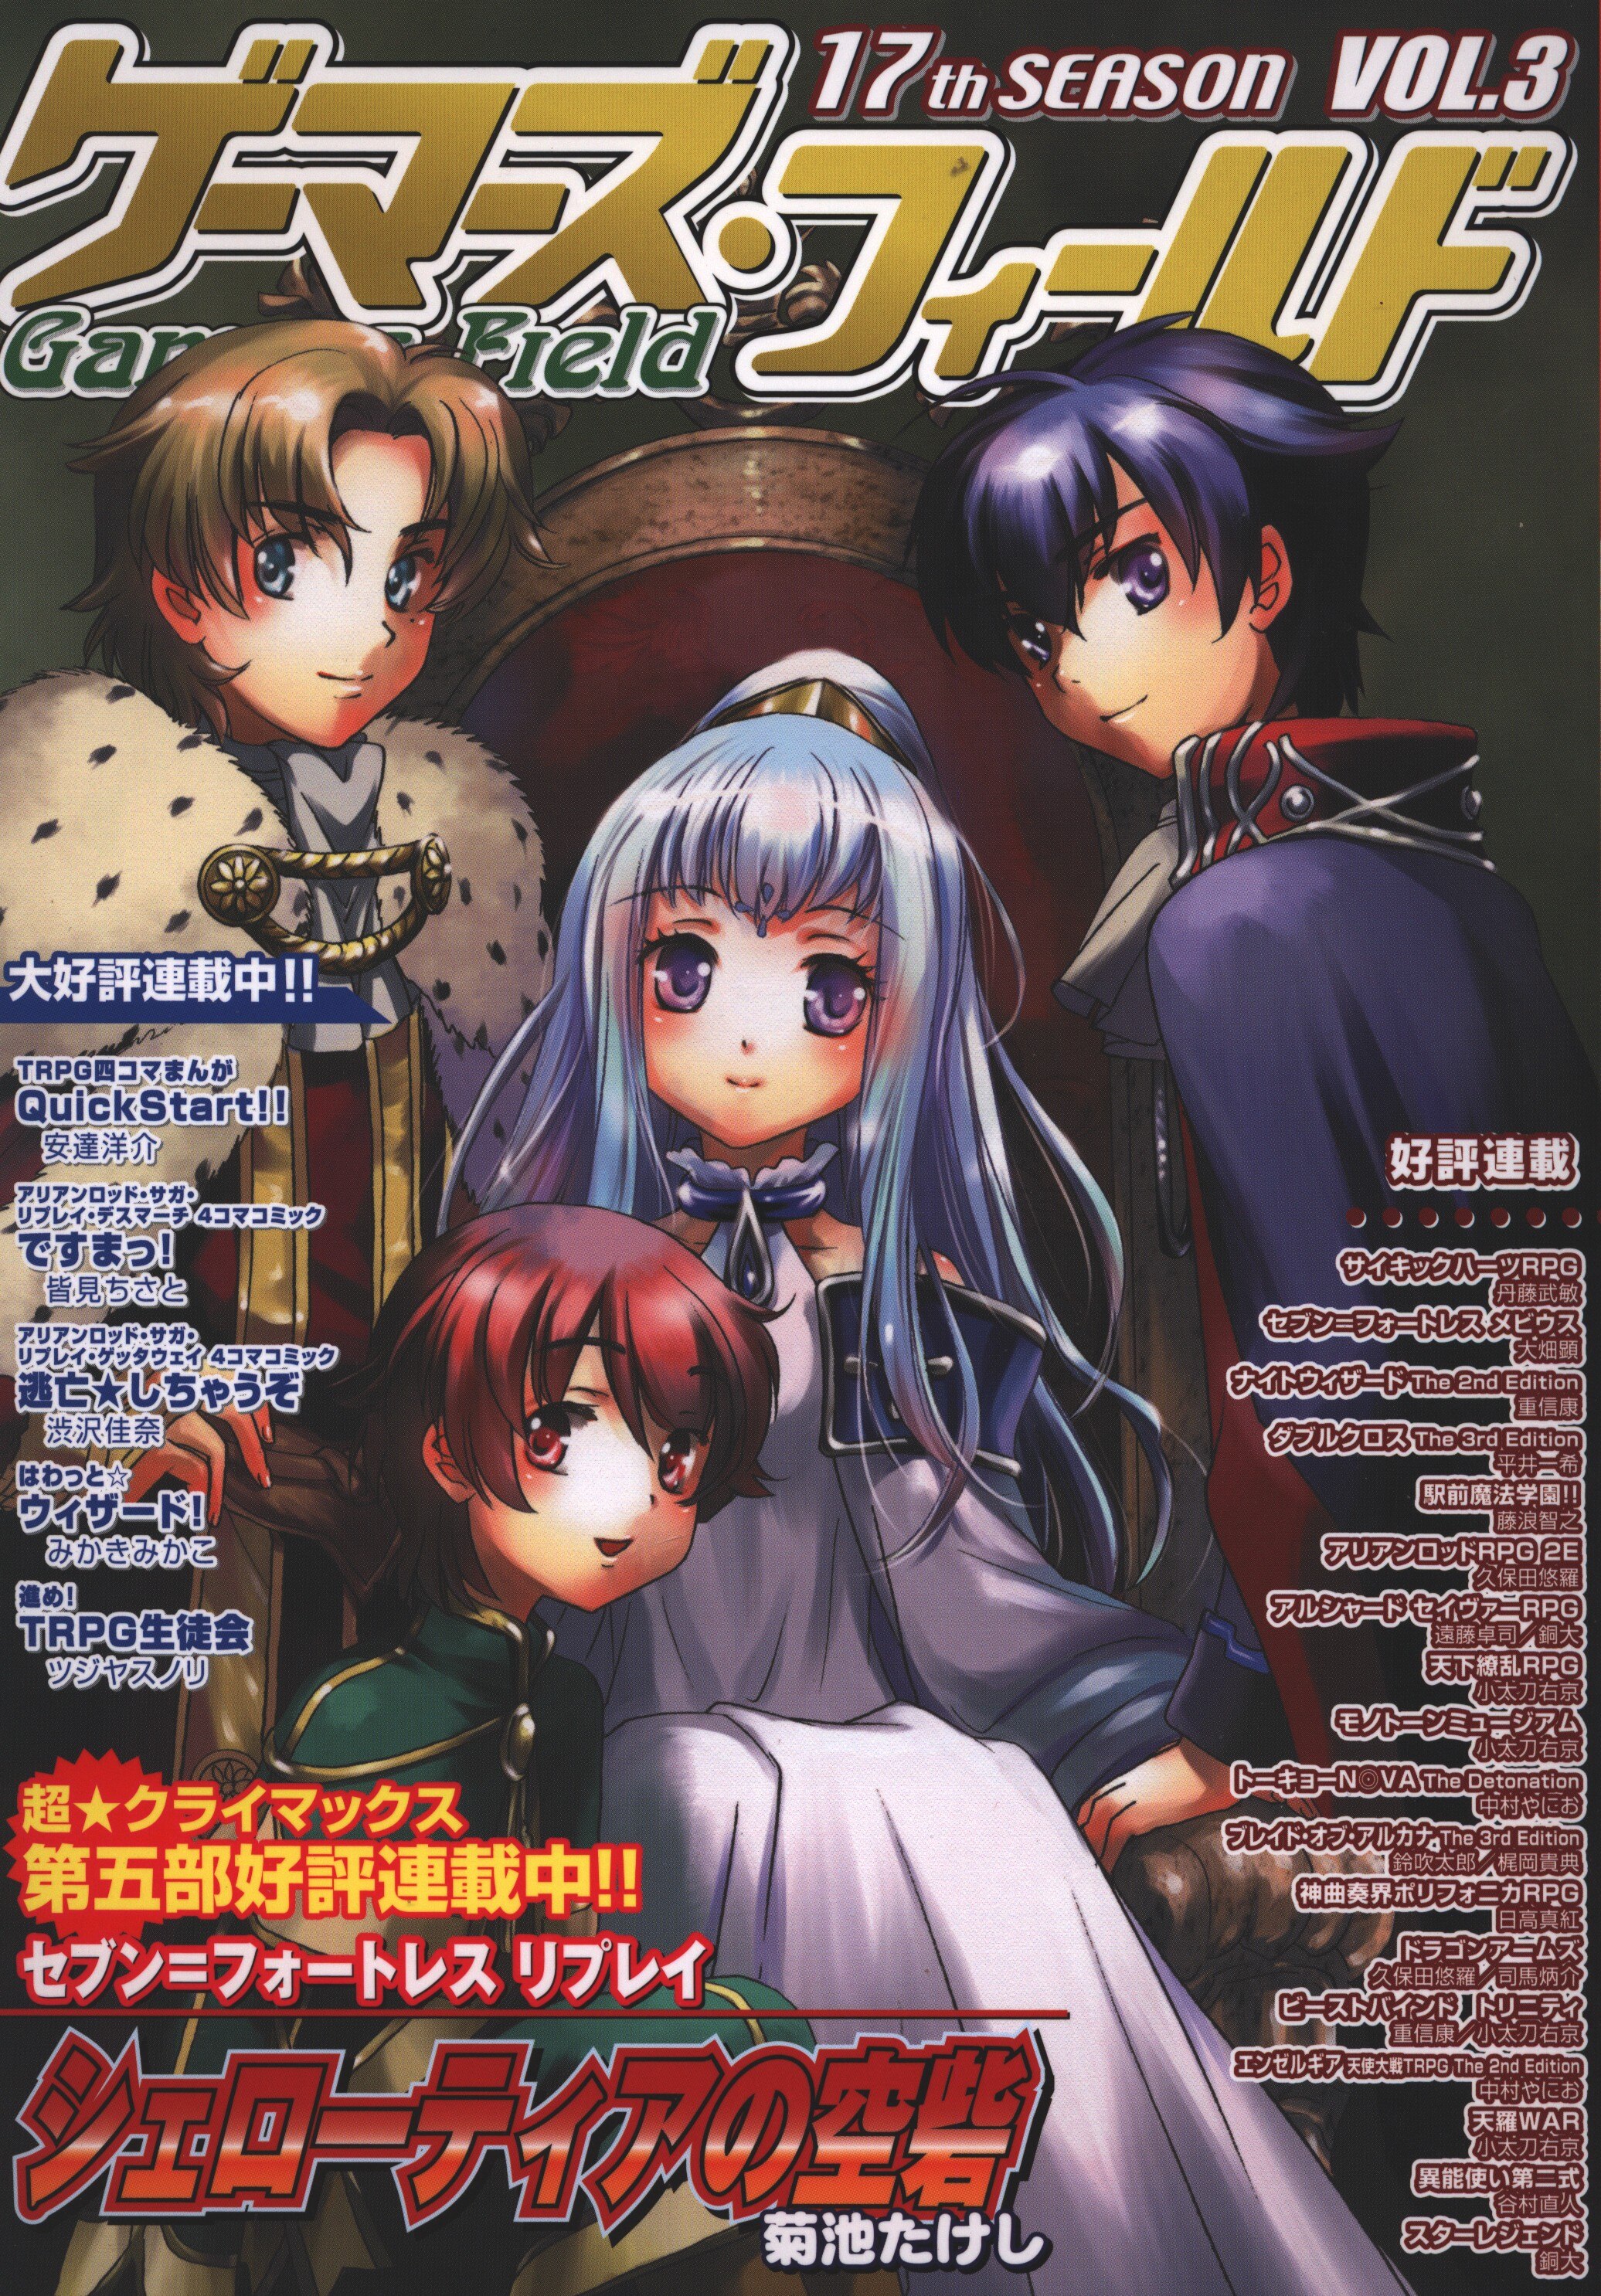 17th SEASON VOL.3
ゲーマーズ・フィールド
Field
大好評連載中!!
TRPG四コマまんが
QuickStart!!
安達洋介
アリアンロッド・サガ・
リプレイ・デスマーチ 4コマコミック
ですまっ!
皆見ちさと
アリアンロッド・サガ・
リプレイ・ゲッタウェイ 4コマコミック
逃亡★しちゃうぞ
渋沢佳奈
はわっと☆
ウィザード!
みかきみかこ
進め!
TRPG生徒会
ツジヤスノリ
超★クライマックス
第五部好評連載中!!
セブン=フォートレス リプレイ
シェローティアの空砦
菊池たけし
好評連載
サイキックハーツRPG
丹藤武敏
セブン=フォートレス メビウス
大畑顕
ナイトウィザード The 2nd Edition
重信康
ダブルクロス The 3rd Edition
平井一希
駅前魔法学園!!
藤浪智之
アリアンロッドRPG 2E
久保田悠羅
アルシャード セイヴァーRPG
遠藤卓司／銅大
天下繚乱RPG
小太刀右京
モノトーンミュージアム
小太刀右京
トーキョーN◎VA The Detonation
中村やにお
ブレイド・オブ・アルカナ The 3rd Edition
鈴吹太郎／梶岡貴典
神曲奏界ポリフォニカRPG
日高真紅
ドラゴンアームズ
久保田悠羅／司馬炳介
ビーストバインド トリニティ
重信康／小太刀右京
エンゼルギア 天使大戦TRPG The 2nd Edition
中村やにお
天羅WAR
小太刀右京
異能使い第二式
谷村直人
スターレジェンド
銅大